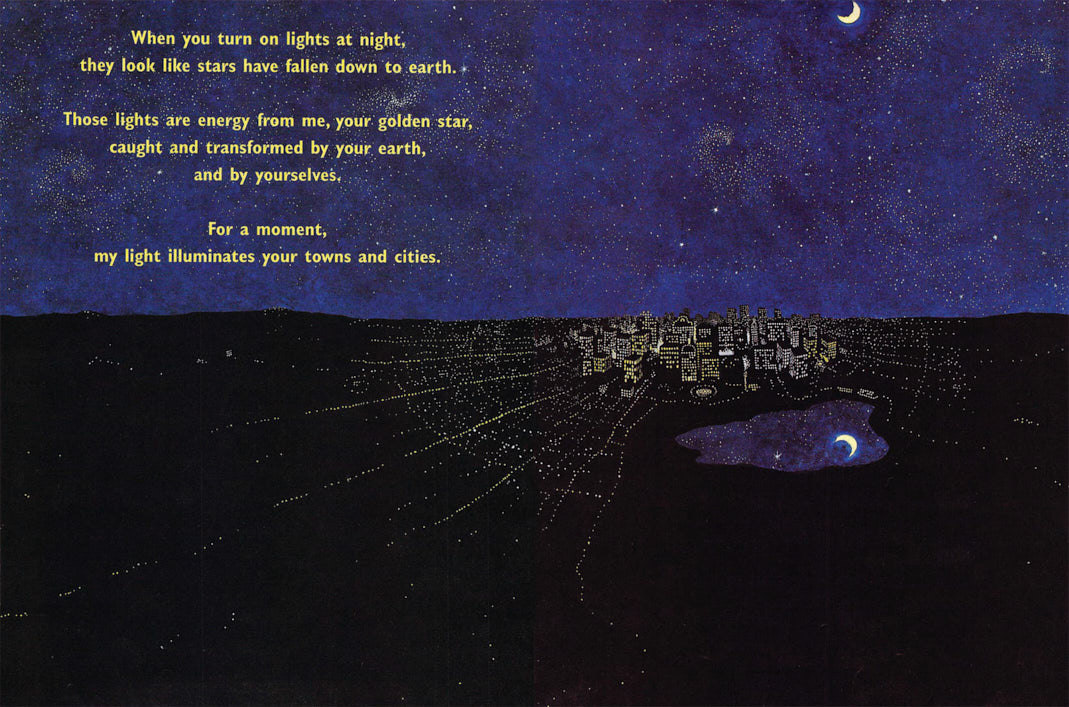 When you turn on lights at night,
they look like stars have fallen down to earth.
Those lights are energy from me, your golden star,
caught and transformed by your earth,
and by yourselves.
For a moment,
my light illuminates your towns and cities.